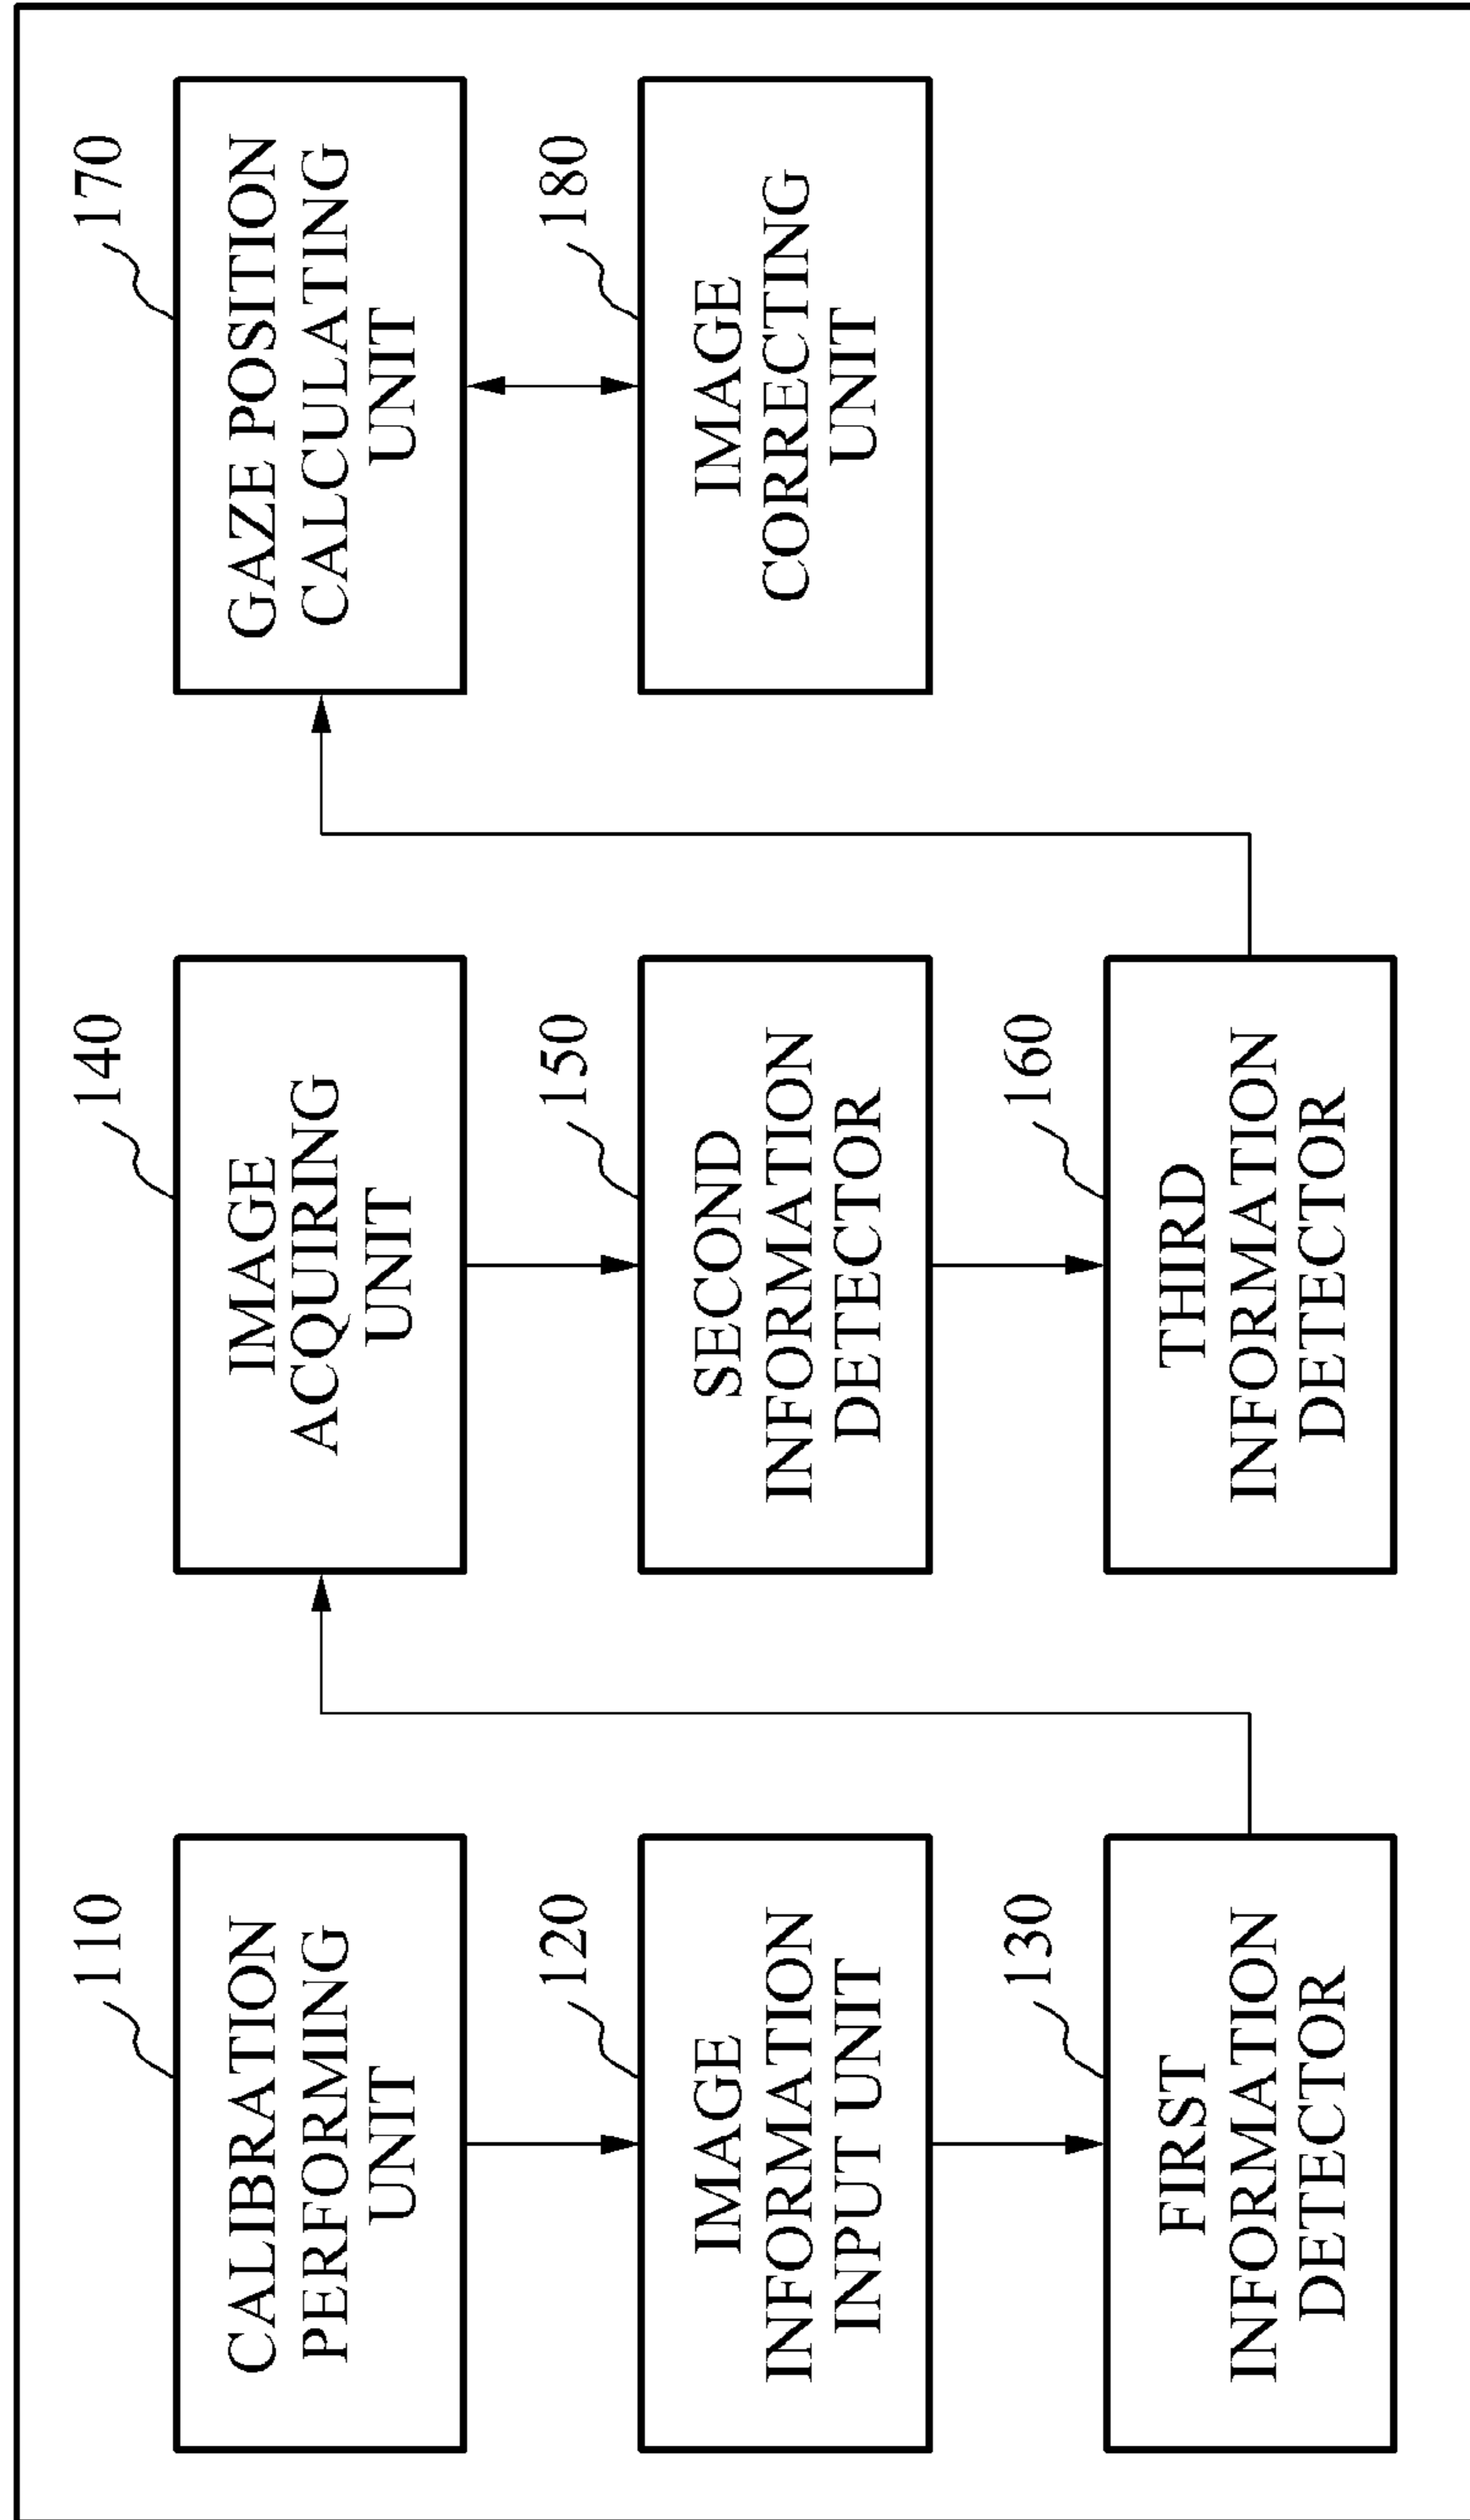 110
CALIBRATION
PERFORMING
UNIT
120
IMAGE
INFORMATION
INPUT UNIT
130
FIRST
INFORMATION
DETECTOR
140
IMAGE
ACQUIRING
UNIT
150
SECOND
INFORMATION
DETECTOR
160
THIRD
INFORMATION
DETECTOR
170
GAZE POSITION
CALCULATING
UNIT
180
IMAGE
CORRECTING
UNIT